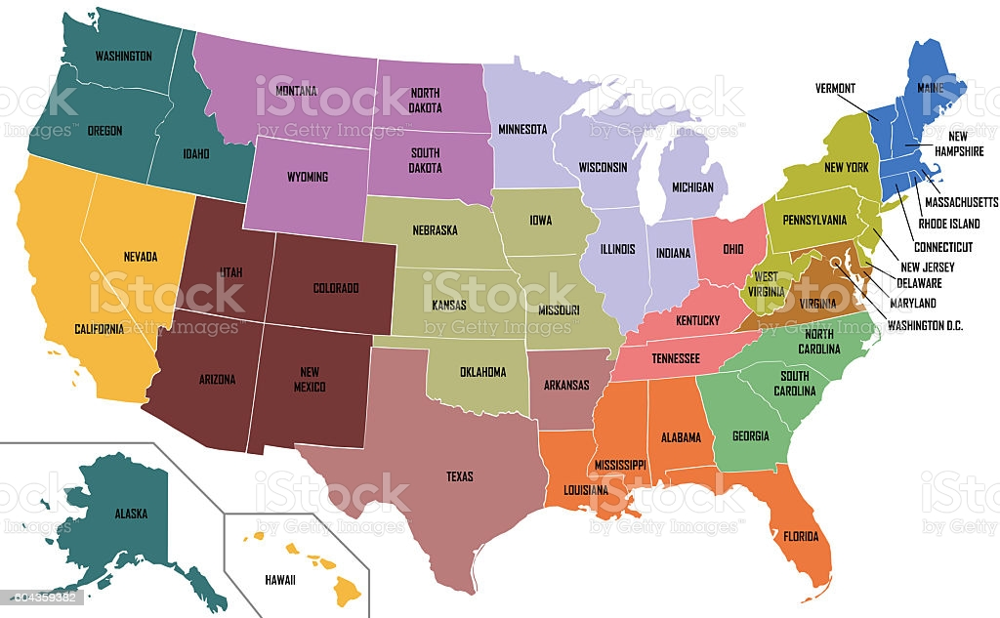 WASHINGTON
OREGON
IDAHO
MONTANA
NORTH
DAKOTA
SOUTH
DAKOTA
WYOMING
MINNESOTA
WISCONSIN
MICHIGAN
ILLINOIS
INDIANA
OHIO
IOWA
NEBRASKA
KANSAS
MISSOURI
OKLAHOMA
NEVADA
CALIFORNIA
UTAH
COLORADO
ARIZONA
NEW
MEXICO
TEXAS
ARKANSAS
LOUISIANA
MISSISSIPPI
ALABAMA
FLORIDA
GEORGIA
SOUTH
CAROLINA
NORTH
CAROLINA
TENNESSEE
KENTUCKY
WEST
VIRGINIA
VIRGINIA
PENNSYLVANIA
NEW YORK
VERMONT
MAINE
NEW
HAMPSHIRE
MASSACHUSETTS
RHODE ISLAND
CONNECTICUT
NEW JERSEY
DELAWARE
MARYLAND
WASHINGTON D.C.
ALASKA
HAWAII
iStock
by Getty Images™
604359382